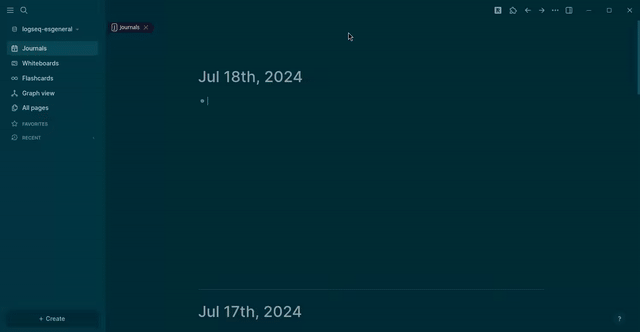 logseq-esgeneral
Journals
Journals
Whiteboards
Flashcards
Graph view
All pages
FAVORITES
RECENT
+ Create
Jul 18th, 2024
Jul 17th, 2024
?